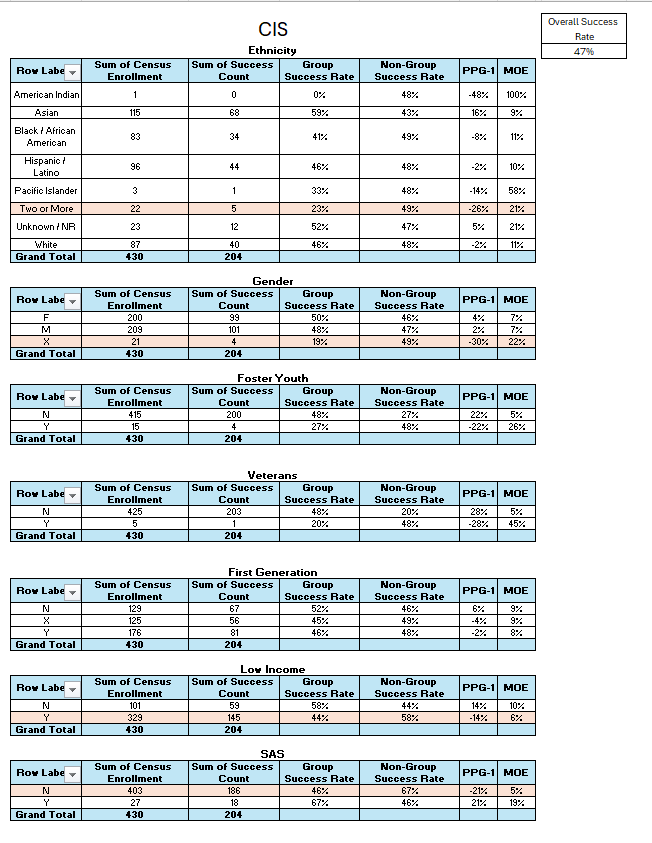 CIS
Overall Success Rate
47%
Ethnicity
Row Labe Sum of Census Enrollment Sum of Success Count Group Success Rate Non-Group Success Rate PPG-1 MOE
American Indian 1 0 0% 48% -48% 100%
Asian 115 68 59% 43% 16% 9%
Black / African American 83 34 41% 49% -8% 11%
Hispanic / Latino 96 44 46% 48% -2% 10%
Pacific Islander 3 1 33% 48% -14% 58%
Two or More 22 5 23% 49% -26% 21%
Unknown / NR 23 12 52% 47% 5% 21%
White 87 40 46% 48% -2% 11%
Grand Total 430 204
Gender
Row Labe Sum of Census Enrollment Sum of Success Count Group Success Rate Non-Group Success Rate PPG-1 MOE
F 200 99 50% 46% 4% 7%
M 209 101 48% 47% 2% 7%
X 21 4 19% 49% -30% 22%
Grand Total 430 204
Foster Youth
Row Labe Sum of Census Enrollment Sum of Success Count Group Success Rate Non-Group Success Rate PPG-1 MOE
N 415 200 48% 27% 22% 5%
Y 15 4 27% 48% -22% 26%
Grand Total 430 204
Veterans
Row Labe Sum of Census Enrollment Sum of Success Count Group Success Rate Non-Group Success Rate PPG-1 MOE
N 425 203 48% 20% 28% 5%
Y 5 1 20% 48% -28% 45%
Grand Total 430 204
First Generation
Row Labe Sum of Census Enrollment Sum of Success Count Group Success Rate Non-Group Success Rate PPG-1 MOE
N 129 67 52% 46% 6% 9%
X 125 56 45% 49% -4% 9%
Y 176 81 46% 48% -2% 8%
Grand Total 430 204
Low Income
Row Labe Sum of Census Enrollment Sum of Success Count Group Success Rate Non-Group Success Rate PPG-1 MOE
N 101 59 58% 44% 14% 10%
Y 329 145 44% 58% -14% 6%
Grand Total 430 204
SAS
Row Labe Sum of Census Enrollment Sum of Success Count Group Success Rate Non-Group Success Rate PPG-1 MOE
N 403 186 46% 67% -21% 5%
Y 27 18 67% 46% 21% 19%
Grand Total 430 204